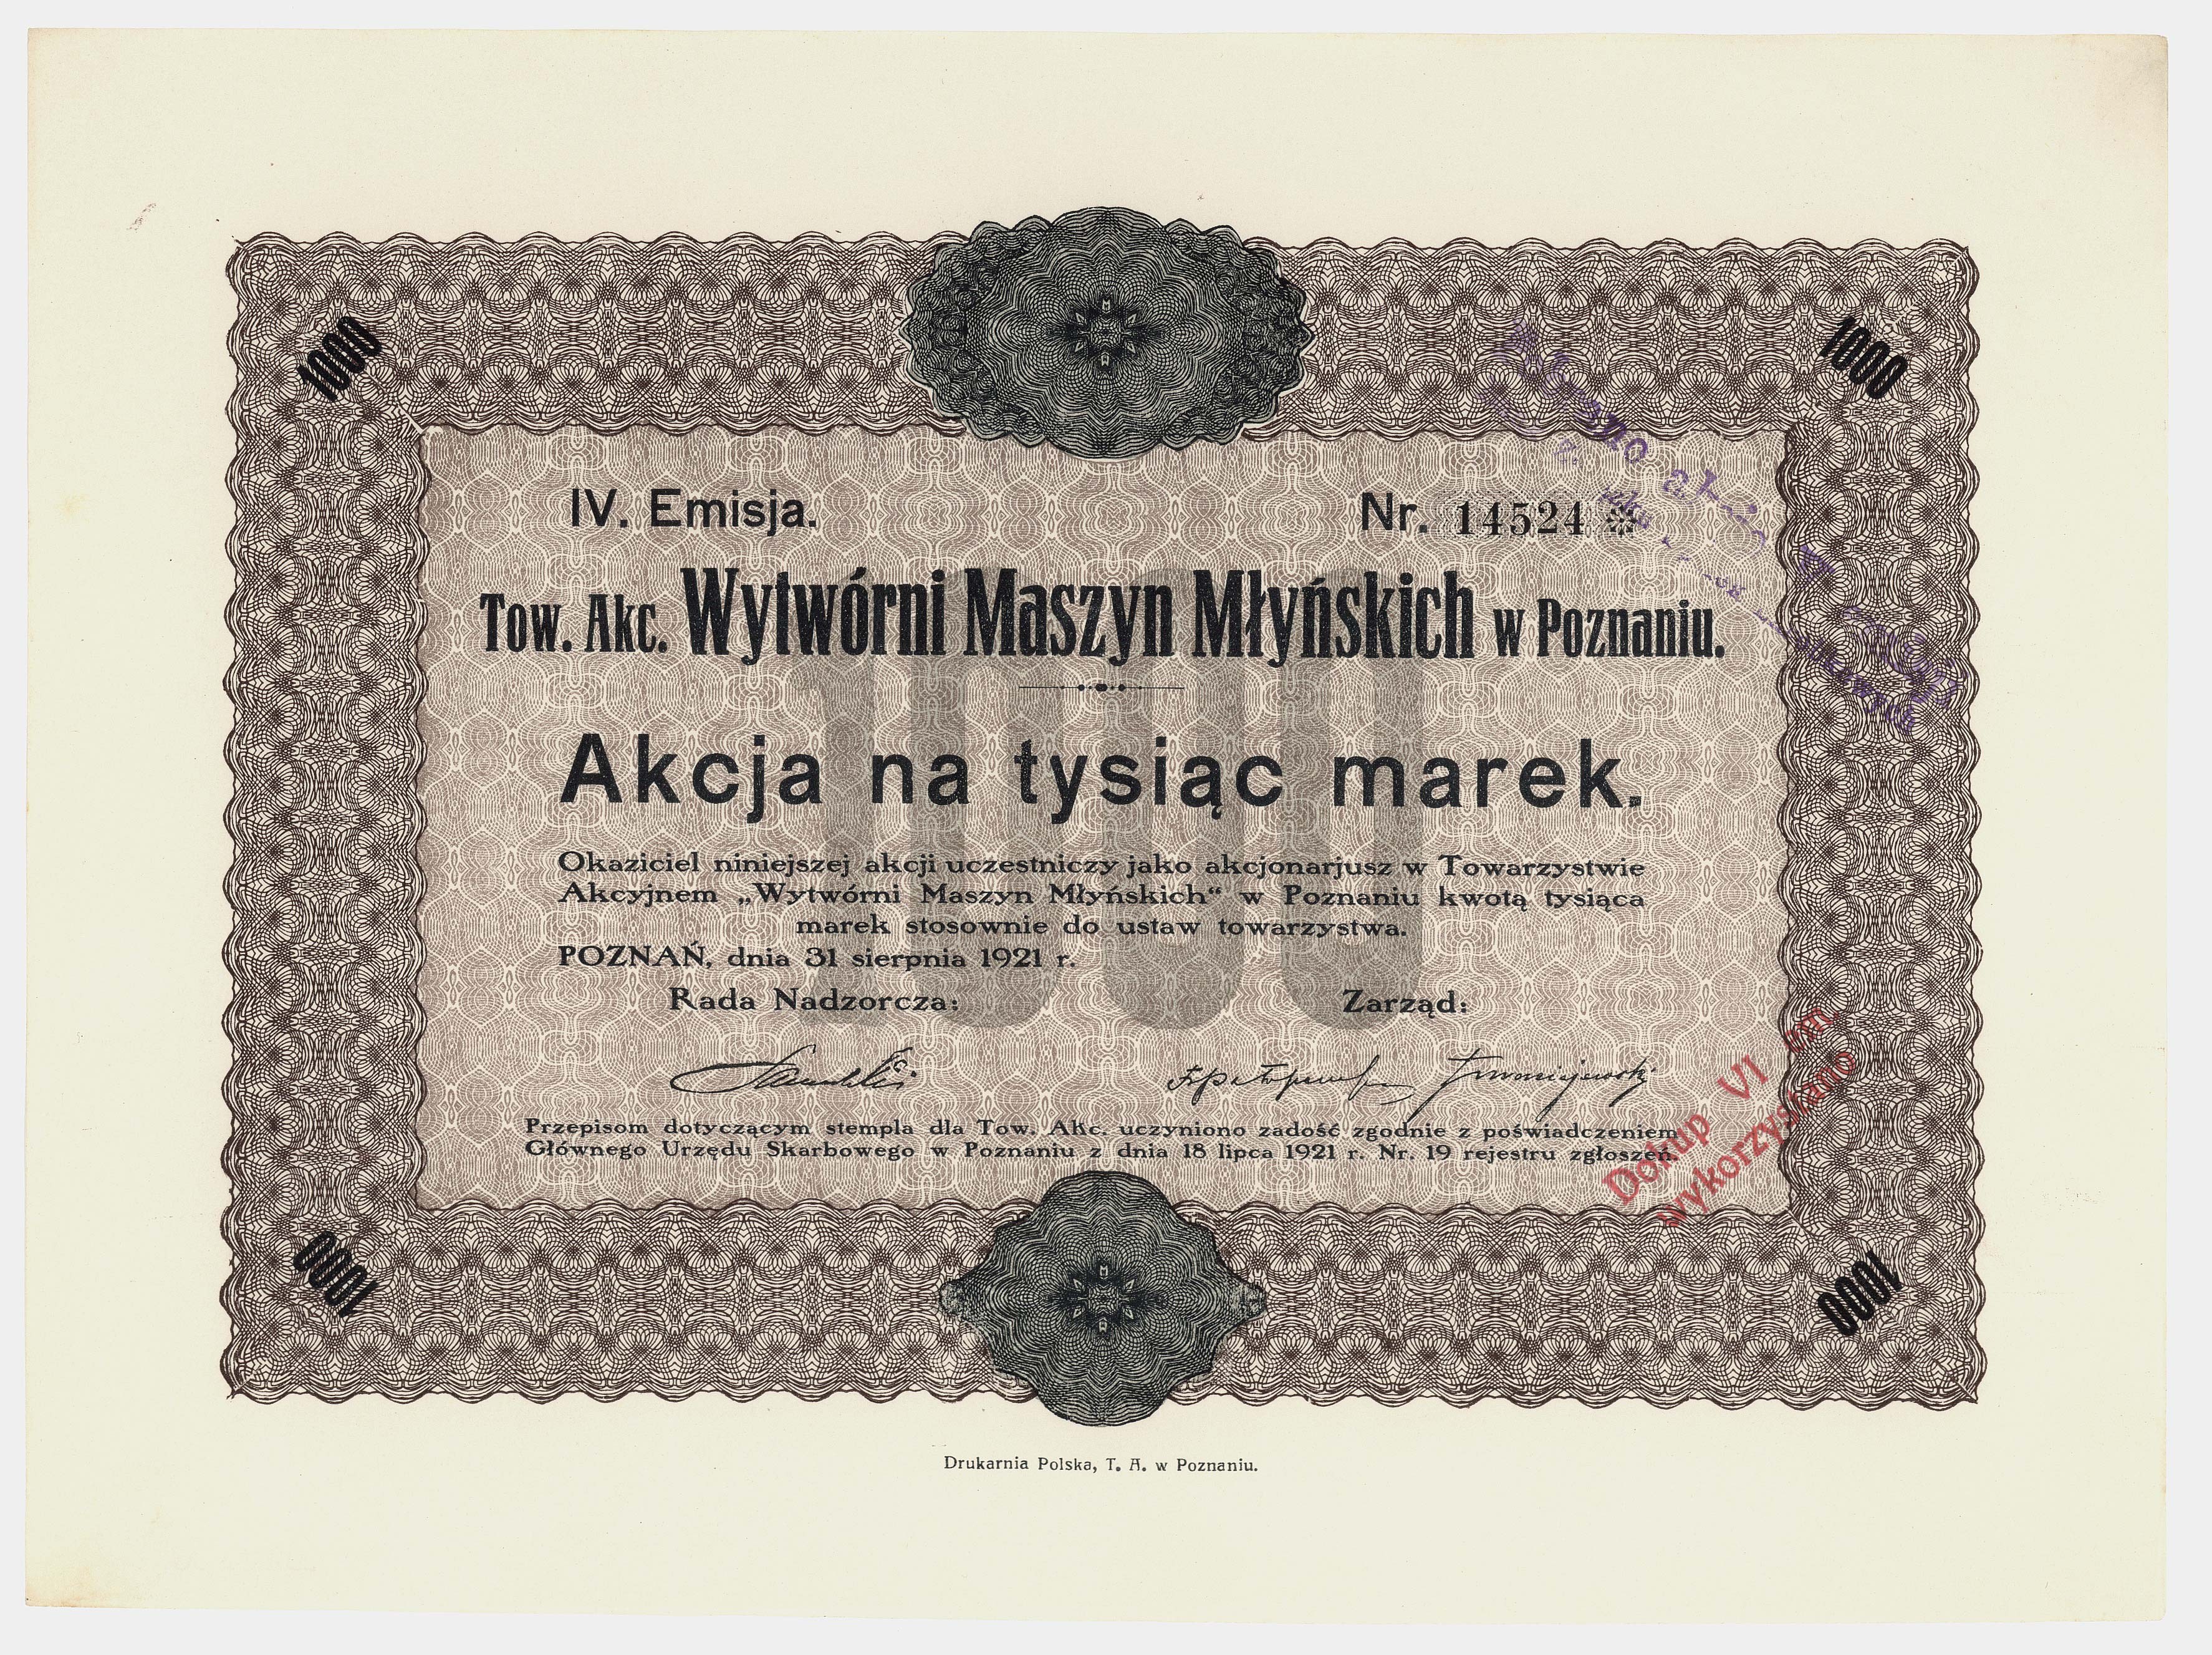 1000
1000
IV. Emisja.
Nr. 14524
Tow. Akc. Wytwórni Maszyn Młyńskich w Poznaniu.
1000
Akcja na tysiąc marek.
Okaziciel niniejszej akcji uczestniczy jako akcjonarjusz w Towarzystwie
Akcyjnem „Wytwórni Maszyn Młyńskich“ w Poznaniu kwotą tysiąca
marek stosownie do ustaw towarzystwa.
POZNAŃ, dnia 31 sierpnia 1921 r.
Rada Nadzorcza:
Zarząd:
Przepisom dotyczącym stempla dla Tow. Akc. uczyniono zadość zgodnie z poświadczeniem
Głównego Urzędu Skarbowego w Poznaniu z dnia 18 lipca 1921 r. Nr. 19 rejestru zgłoszeń.
Dokup VI em.
wykorzystano
1000
1000
Drukarnia Polska, T. A. w Poznaniu.